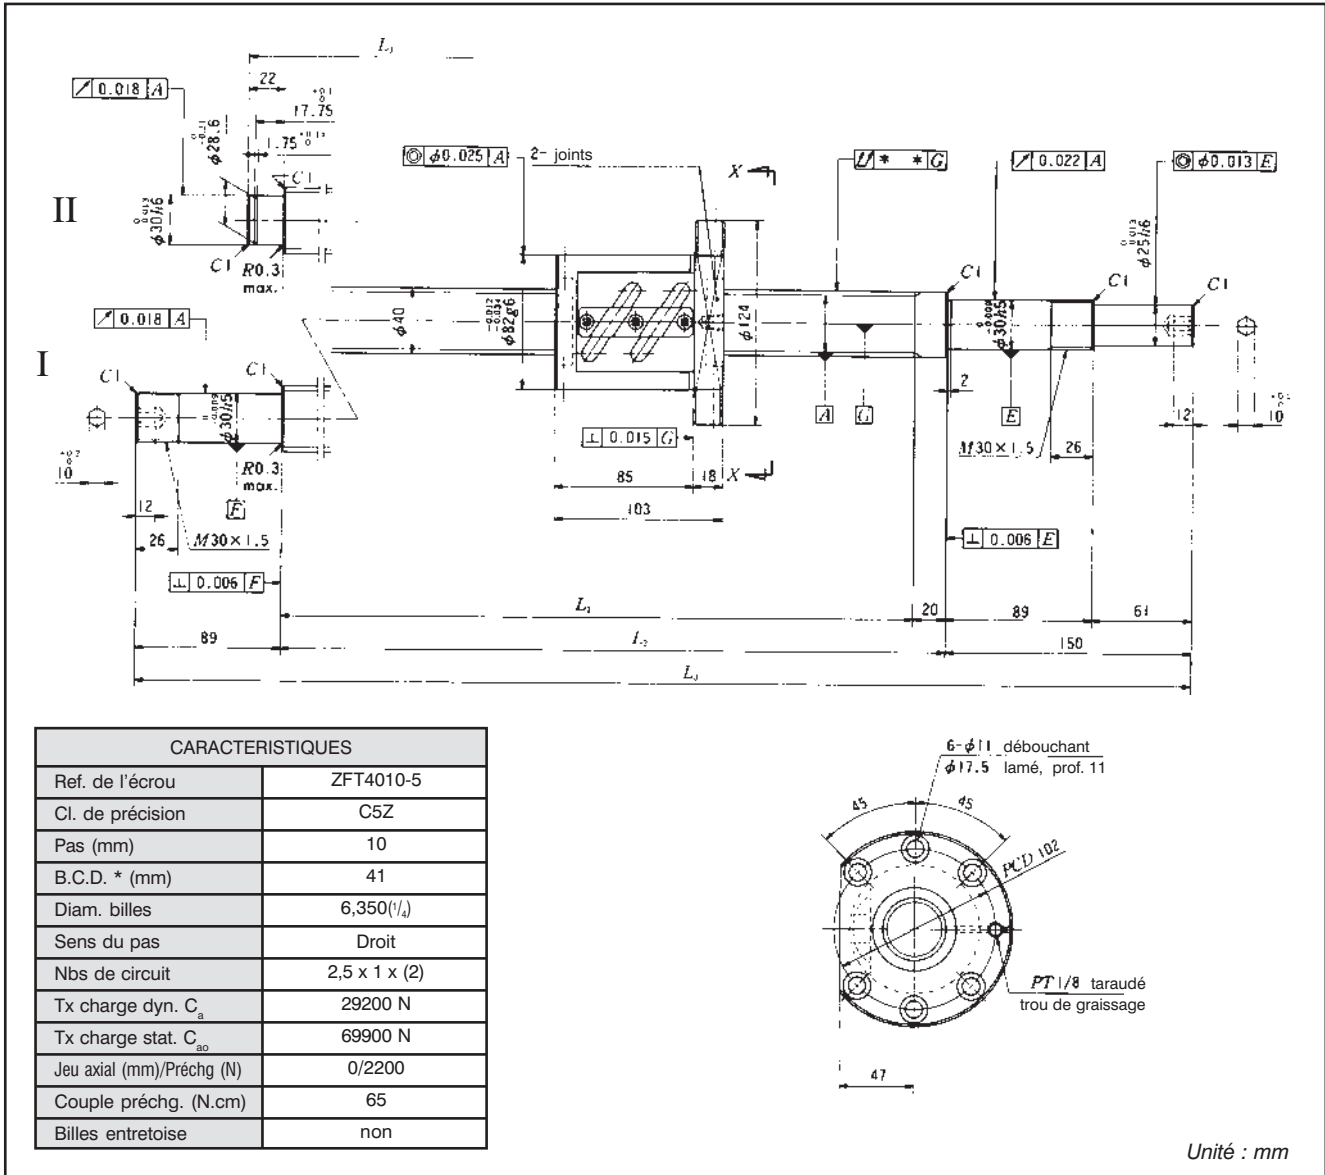 L₃
22
↗ 0.018 A
+0.1 0
17.75
φ28.6
1.75
C1
II
φ30h6
C1
R0.3 max.
◎ φ0.025 A
2- joints
X
⌰ * * G
↗ 0.022 A
◎ φ0.013 E
φ25h6
C1
C1
C1
↗ 0.018 A
I
C1
C1
φ30h5
φ40
φ82g6
φ124
φ30h5
2
A
G
E
12
10
M30×1.5
26
10
R0.3 max.
12
F
26
M30×1.5
⊥ 0.015 G
85
18
X
103
⊥ 0.006 E
⊥ 0.006 F
L₁
20
89
61
89
L₂
150
L₃
CARACTERISTIQUES
Ref. de l'écrou ZFT4010-5
Cl. de précision C5Z
Pas (mm) 10
B.C.D. * (mm) 41
Diam. billes 6,350(1/4)
Sens du pas Droit
Nbs de circuit 2,5 x 1 x (2)
Tx charge dyn. Ca 29200 N
Tx charge stat. Cao 69900 N
Jeu axial (mm)/Préchg (N) 0/2200
Couple préchg. (N.cm) 65
Billes entretoise non
6-φ11 débouchant
φ17.5 lamé, prof. 11
45
45
PCD 102
PT 1/8 taraudé
trou de graissage
47
Unité : mm